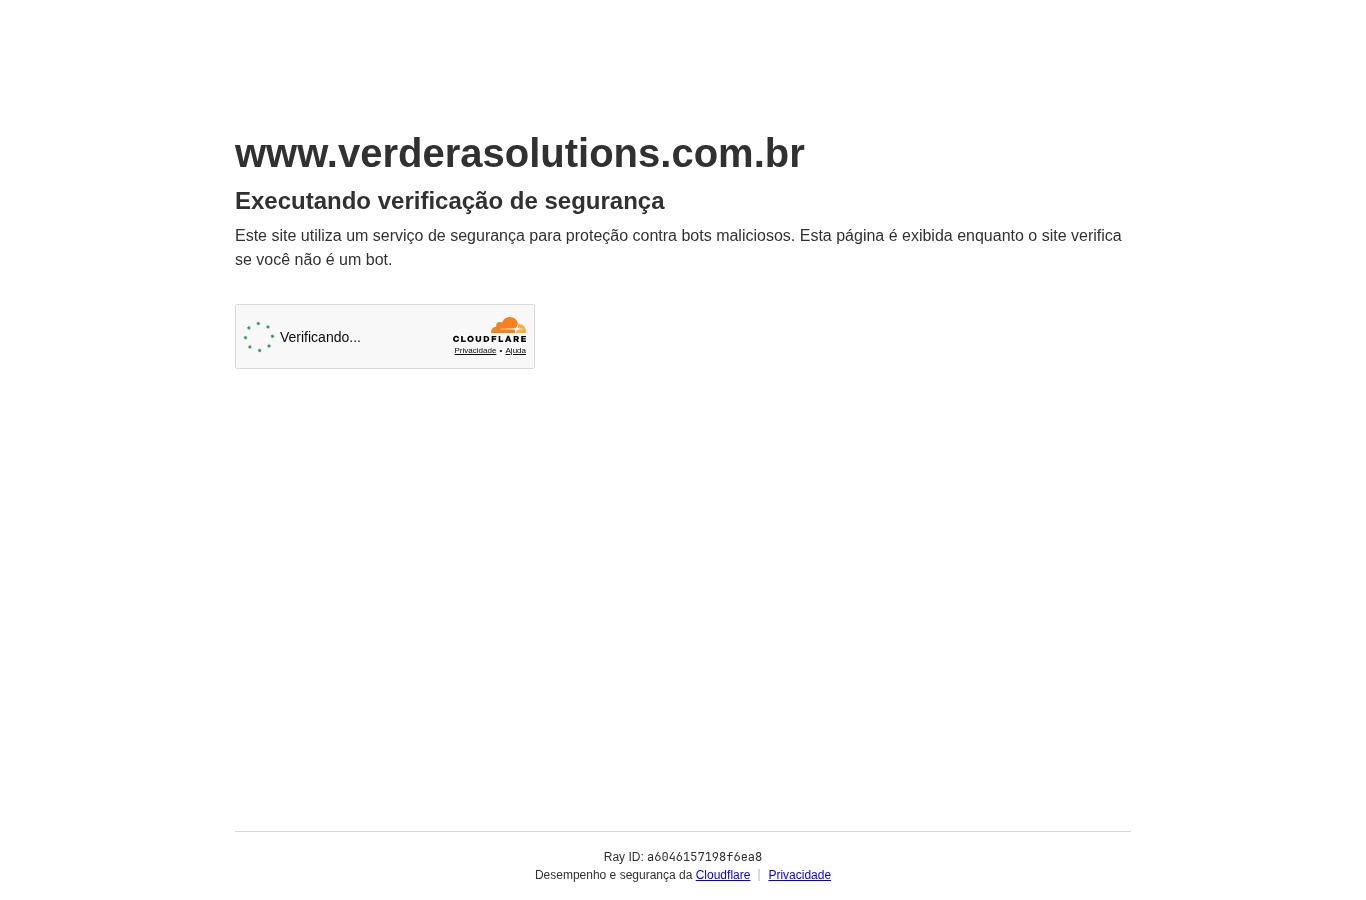 www.verderasolutions.com.br
Executando verificação de segurança
Este site utiliza um serviço de segurança para proteção contra bots maliciosos. Esta página é exibida enquanto o site verifica
se você não é um bot.
Verificando...
CLOUDFLARE
Privacidade • Ajuda
Ray ID: a6046157198f6ea8
Desempenho e segurança da Cloudflare | Privacidade